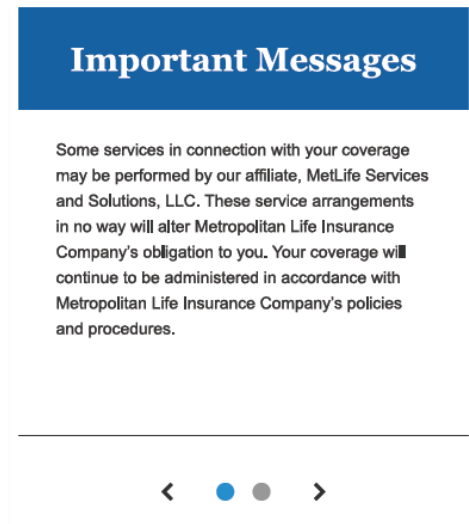 Important Messages
Some services in connection with your coverage
may be performed by our affiliate, MetLife Services
and Solutions, LLC. These service arrangements
in no way will alter Metropolitan Life Insurance
Company's obligation to you. Your coverage will
continue to be administered in accordance with
Metropolitan Life Insurance Company's policies
and procedures.